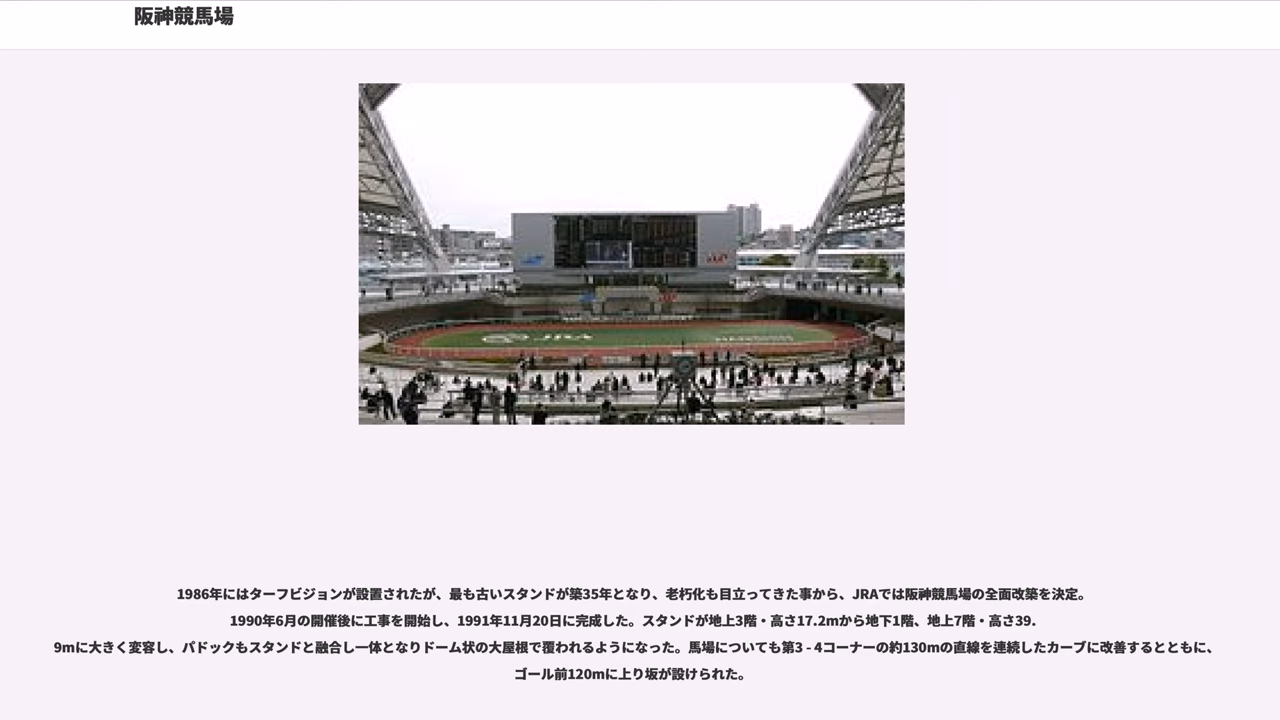 阪神競馬場
JRA
1986年にはターフビジョンが設置されたが、最も古いスタンドが築35年となり、老朽化も目立ってきた事から、JRAでは阪神競馬場の全面改築を決定。
1990年6月の開催後に工事を開始し、1991年11月20日に完成した。スタンドが地上3階・高さ17.2mから地下1階、地上7階・高さ39.
9mに大きく変容し、パドックもスタンドと融合し一体となりドーム状の大屋根で覆われるようになった。馬場についても第3 - 4コーナーの約130mの直線を連続したカーブに改善するとともに、
ゴール前120mに上り坂が設けられた。